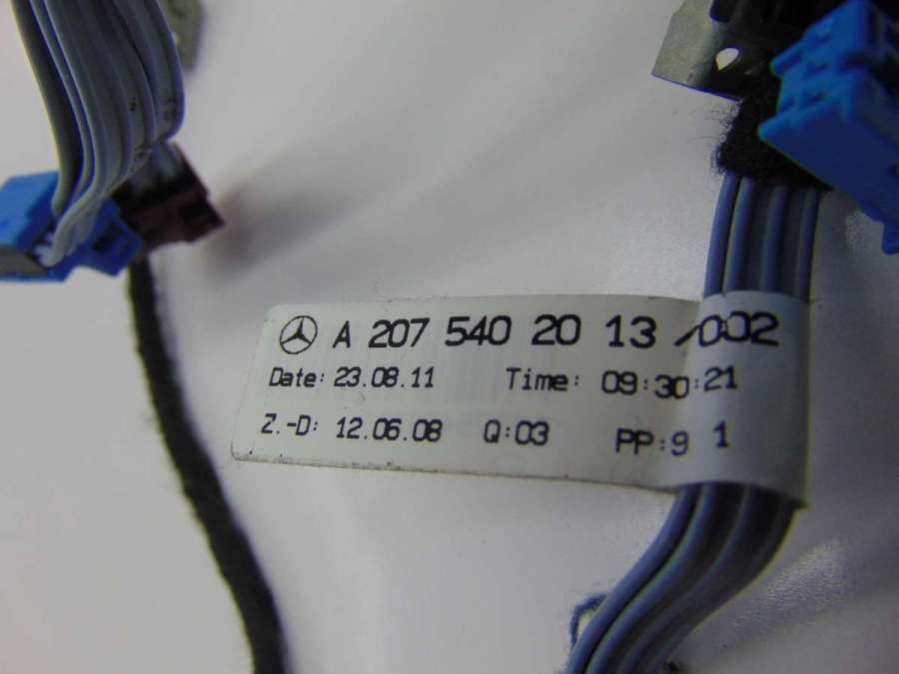 A 207 540 20 13 /002
Date: 23.08.11 Time: 09:30:21
Z.-D: 12.06.08 Q:03 PP:9 1